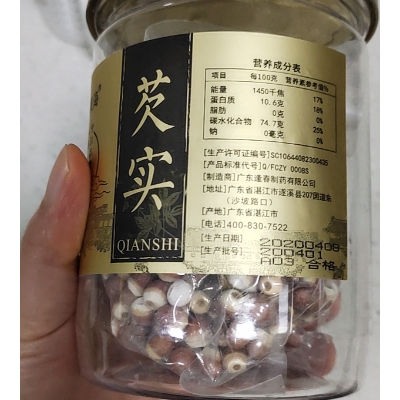 芡实
QIANSHI
营养成分表
项目 每100克 营养素参考值%
能量 1450千焦 17%
蛋白质 10.6克 18%
脂肪 0克 0%
碳水化合物 74.7克 25%
钠 0毫克 0%
[生产许可证编号]SC10644082300435
[产品标准代号]Q/FCZY 0008S
[制造商]广东逢春制药有限公司
[地址]广东省湛江市遂溪县207国道东
(沙坡路口)
[产地]广东省湛江市
[电话]400-830-7522
[生产日期] 20200408
[生产批号] 200401
A03 合格